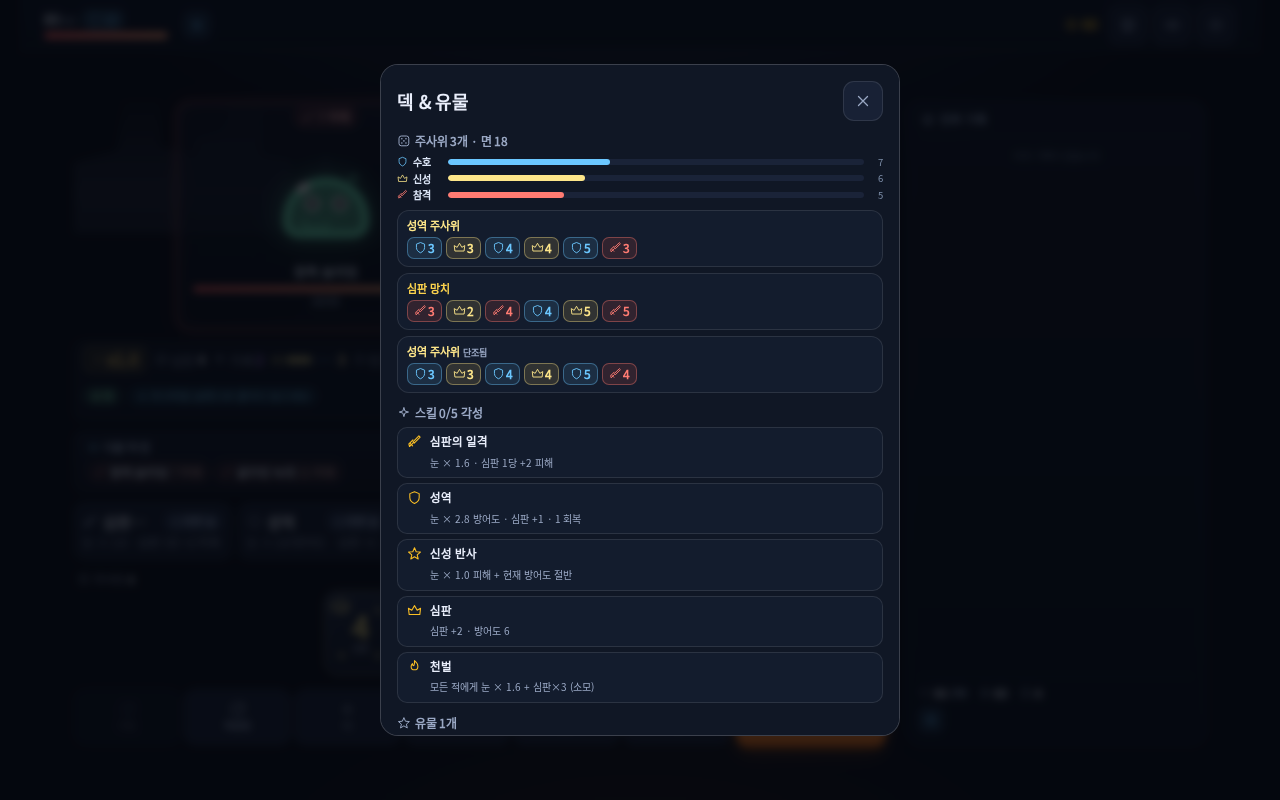 덱 & 유물
주사위 3개 · 면 18
수호 7
신성 6
참격 5
성역 주사위
3 3 4 4 5 3
심판 망치
3 2 4 4 5 5
성역 주사위 단조됨
3 3 4 4 5 4
스킬 0/5 각성
심판의 일격
눈 × 1.6 · 심판 1당 +2 피해
성역
눈 × 2.8 방어도 · 심판 +1 · 1 회복
신성 반사
눈 × 1.0 피해 + 현재 방어도 절반
심판
심판 +2 · 방어도 6
천벌
모든 적에게 눈 × 1.6 + 심판×3 (소모)
유물 1개